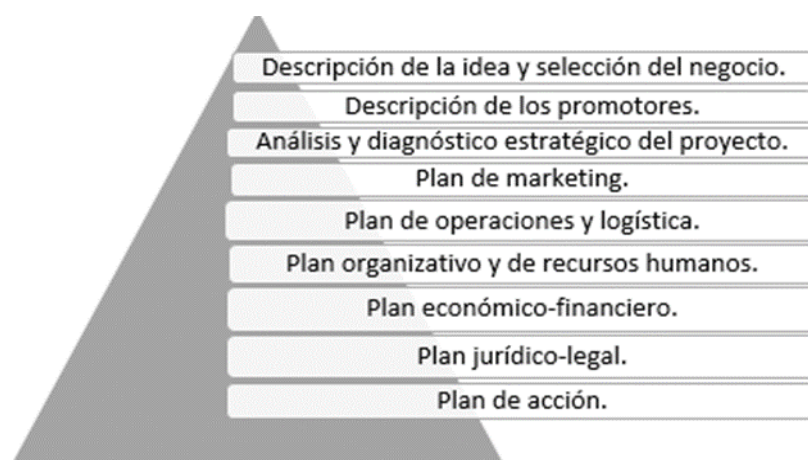 Descripción de la idea y selección del negocio.
Descripción de los promotores.
Análisis y diagnóstico estratégico del proyecto.
Plan de marketing.
Plan de operaciones y logística.
Plan organizativo y de recursos humanos.
Plan económico-financiero.
Plan jurídico-legal.
Plan de acción.